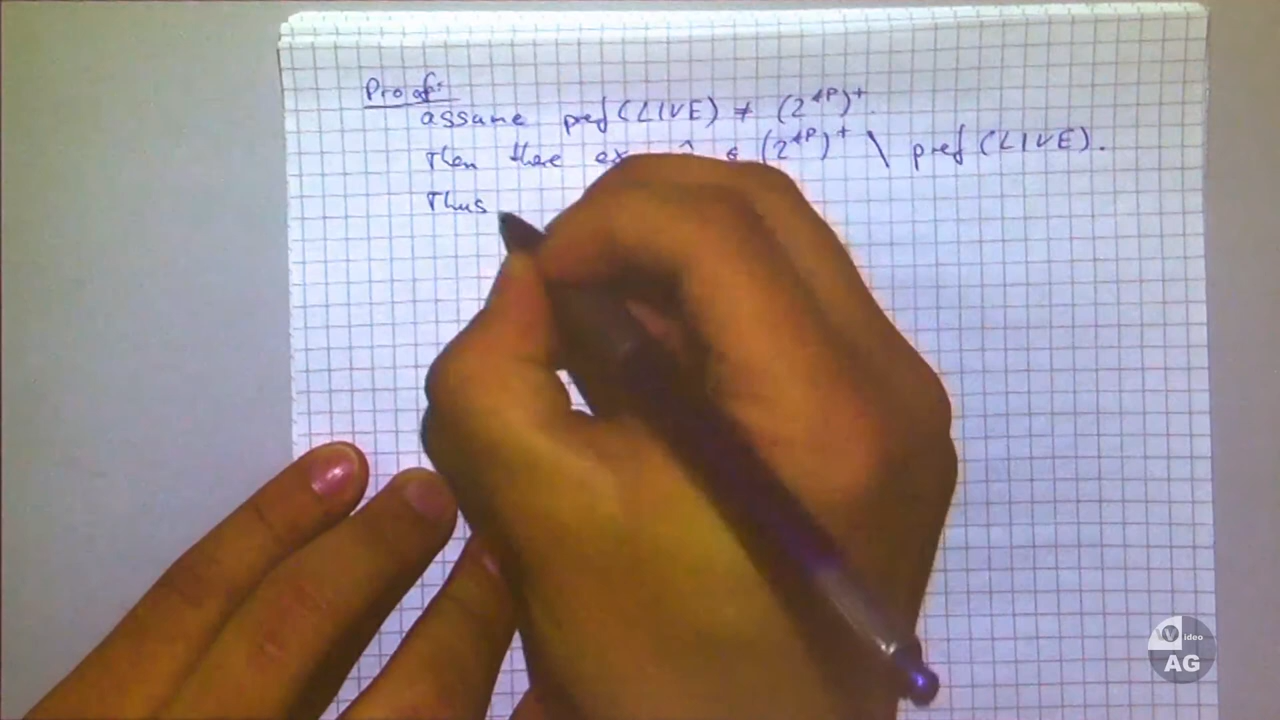 Proof:
assume pref(LIVE) ≠ (2^AP)^+.
Then there ex ∈ (2^AP)^+ \ pref(LIVE).
Thus
Video
AG